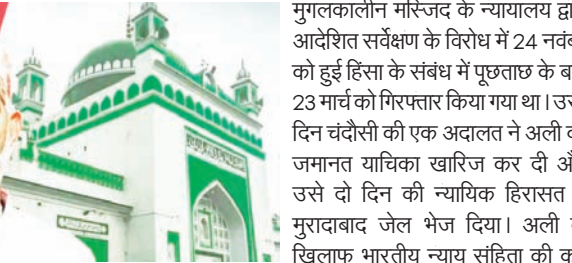 मुगलकालीन मस्जिद के न्यायालय द्वा
आदेशित सर्वेक्षण के विरोध में 24 नवंब
को हुई हिंसा के संबंध में पूछताछ के बा
23 मार्च को गिरफ्तार किया गया था। उस
दिन चंदौसी की एक अदालत ने अली क
जमानत याचिका खारिज कर दी औ
उसे दो दिन की न्यायिक हिरासत
मुरादाबाद जेल भेज दिया। अली
खिलाफ भारतीय न्याय संहिता की क